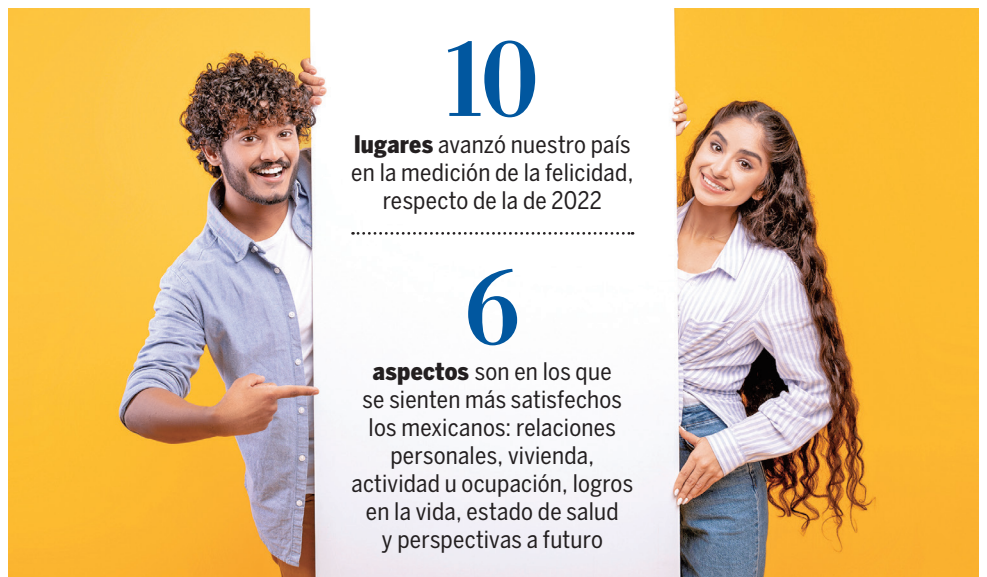 10
lugares avanzó nuestro país
en la medición de la felicidad,
respecto de la de 2022
6
aspectos son en los que
se sienten más satisfechos
los mexicanos: relaciones
personales, vivienda,
actividad u ocupación, logros
en la vida, estado de salud
y perspectivas a futuro